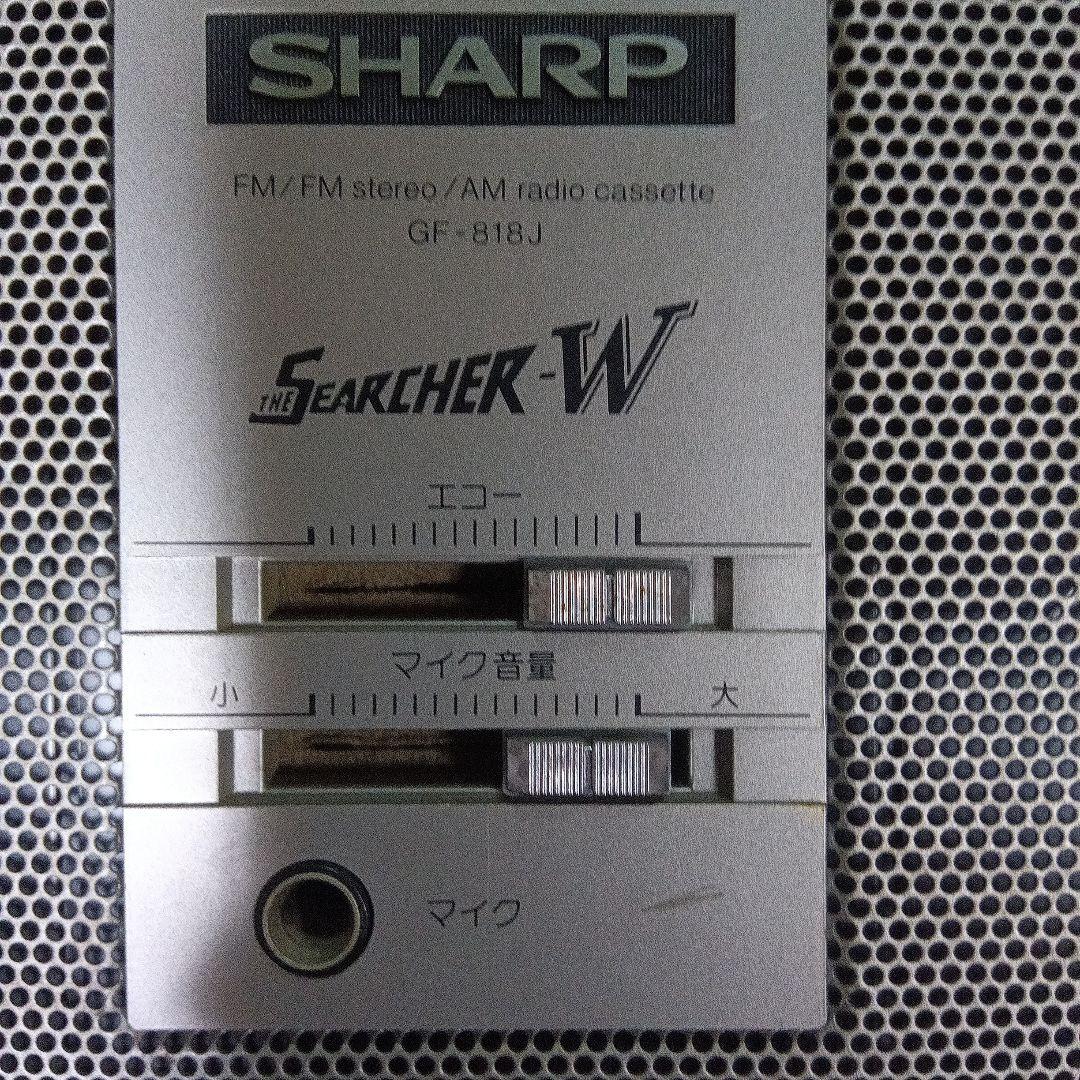 SHARP
FM/FM stereo/AM radio cassette
GF-818J
THE SEARCHER-W
エコー
マイク音量
小 大
マイク